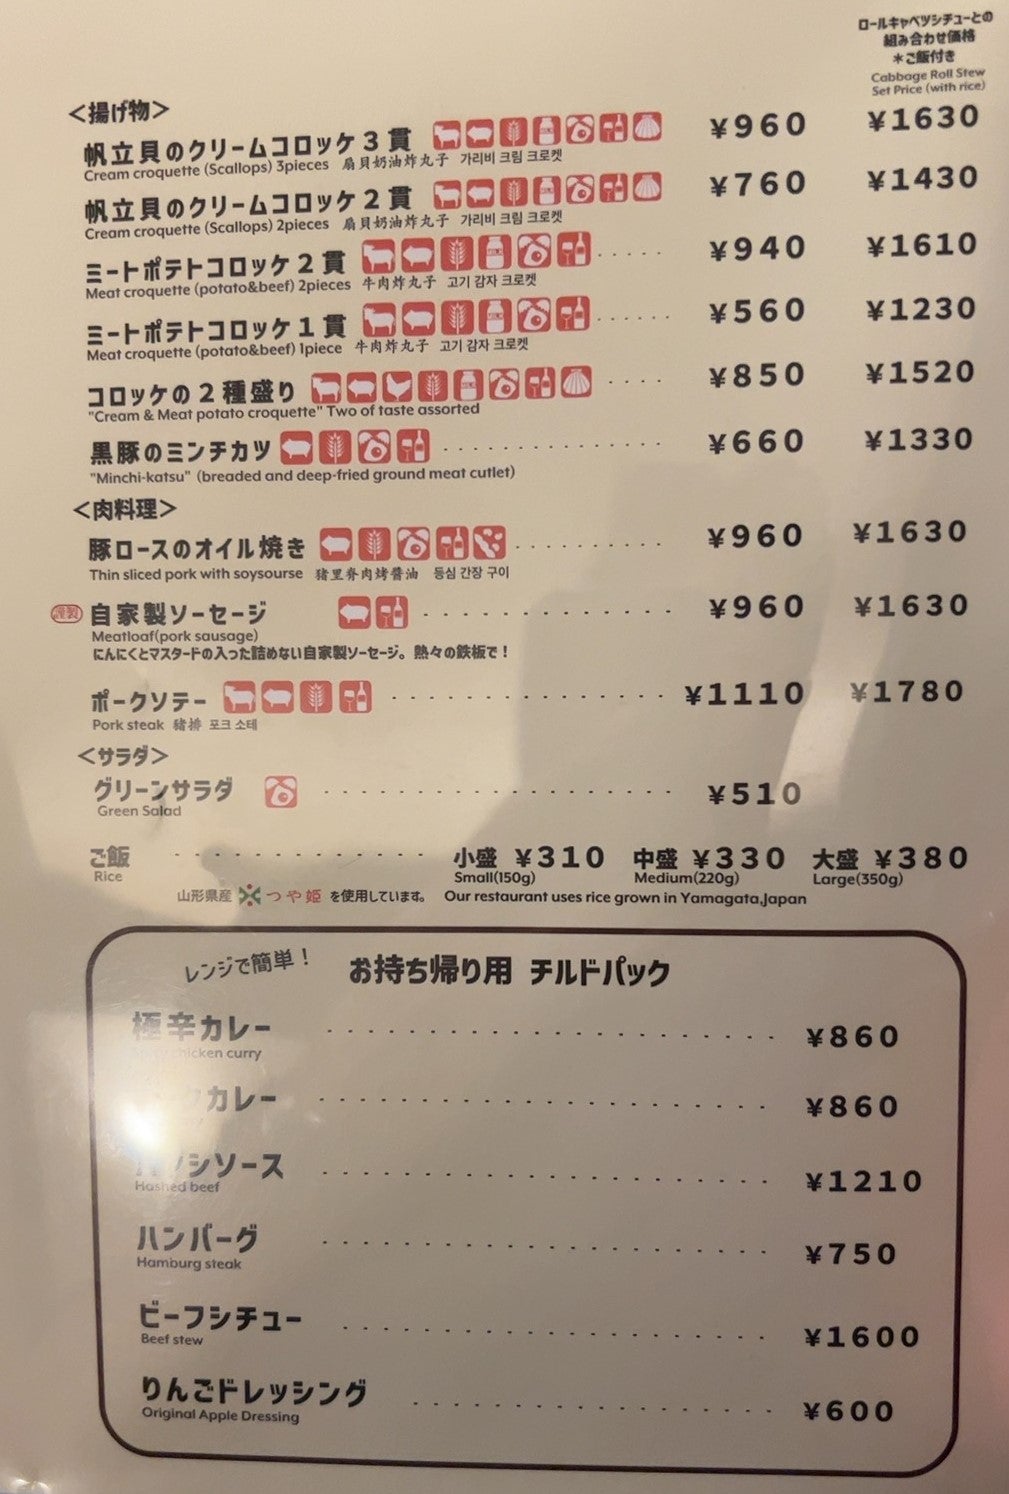 ロールキャベツシチューとの
組み合わせ価格
＊ご飯付き
Cabbage Roll Stew
Set Price (with rice)
＜揚げ物＞
帆立貝のクリームコロッケ３貫 ¥960 ¥1630
Cream croquette (Scallops) 3pieces 扇貝奶油炸丸子 가리비 크림 크로켓
帆立貝のクリームコロッケ２貫 ¥760 ¥1430
Cream croquette (Scallops) 2pieces 扇貝奶油炸丸子 가리비 크림 크로켓
ミートポテトコロッケ２貫 ¥940 ¥1610
Meat croquette (potato&beef) 2pieces 牛肉炸丸子 고기 감자 크로켓
ミートポテトコロッケ１貫 ¥560 ¥1230
Meat croquette (potato&beef) 1piece 牛肉炸丸子 고기 감자 크로켓
コロッケの２種盛り ¥850 ¥1520
"Cream & Meat potato croquette" Two of taste assorted
黒豚のミンチカツ ¥660 ¥1330
"Minchi-katsu" (breaded and deep-fried ground meat cutlet)
＜肉料理＞
豚ロースのオイル焼き ¥960 ¥1630
Thin sliced pork with soysourse 猪里脊肉烤醬油 등심 간장 구이
謹製 自家製ソーセージ ¥960 ¥1630
Meatloaf(pork sausage)
にんにくとマスタードの入った詰めない自家製ソーセージ。熱々の鉄板で！
ポークソテー ¥1110 ¥1780
Pork steak 豬排 포크 소테
＜サラダ＞
グリーンサラダ ¥510
Green Salad
ご飯 小盛 ¥310 中盛 ¥330 大盛 ¥380
Rice Small(150g) Medium(220g) Large(350g)
山形県産 つや姫 を使用しています。 Our restaurant uses rice grown in Yamagata,Japan
レンジで簡単！ お持ち帰り用 チルドパック
極辛カレー ¥860
chicken curry
カレー ¥860
シソース ¥1210
Hashed beef
ハンバーグ ¥750
Hamburg steak
ビーフシチュー ¥1600
Beef stew
りんごドレッシング ¥600
Original Apple Dressing